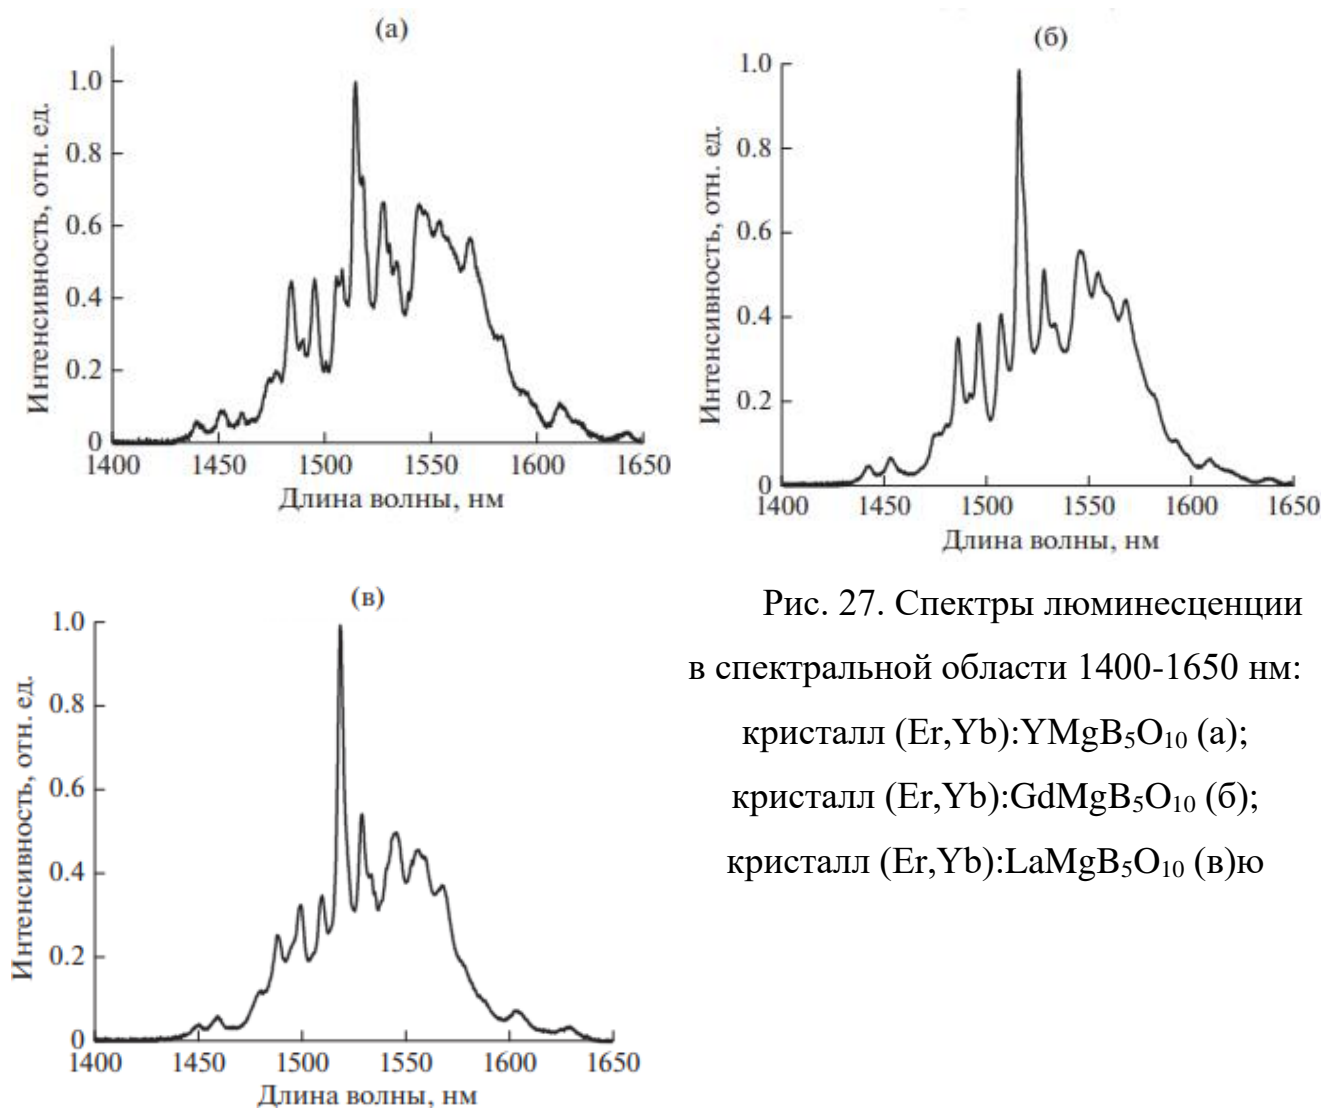 (а)
Интенсивность, отн. ед.
1.0
0.8
0.6
0.4
0.2
0
1400 1450 1500 1550 1600 1650
Длина волны, нм
(б)
Интенсивность, отн. ед.
1.0
0.8
0.6
0.4
0.2
0
1400 1450 1500 1550 1600 1650
Длина волны, нм
(в)
Интенсивность, отн. ед.
1.0
0.8
0.6
0.4
0.2
0
1400 1450 1500 1550 1600 1650
Длина волны, нм
Рис. 27. Спектры люминесценции
в спектральной области 1400-1650 нм:
кристалл (Er,Yb):YMgB₅O₁₀ (а);
кристалл (Er,Yb):GdMgB₅O₁₀ (б);
кристалл (Er,Yb):LaMgB₅O₁₀ (в)ю